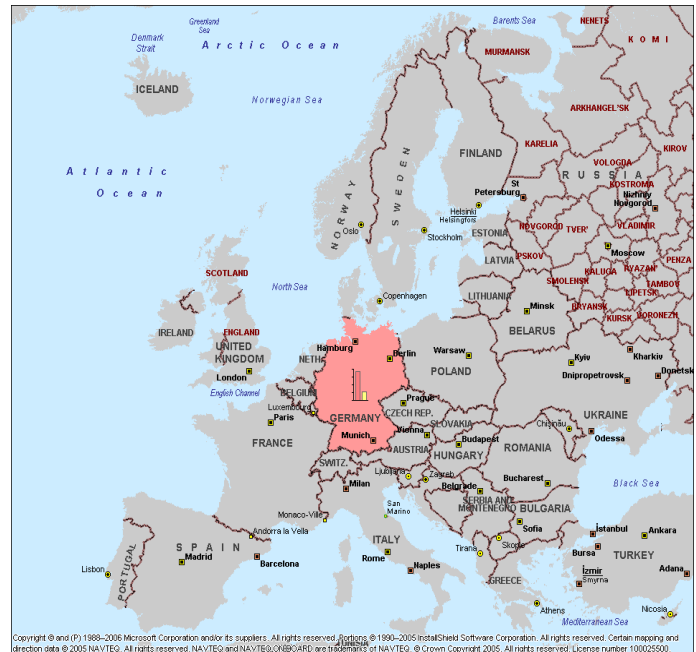 Greenland
Sea
Barents Sea
NENETS
Denmark
Strait
Arctic Ocean
KOMI
MURMANSK
ICELAND
Norwegian Sea
ARKHANGEL'SK
KARELIA
KIROV
FINLAND
VOLOGDA
Atlantic
Ocean
RUSSIA
SWEDEN
NORWAY
St
Petersburg
KOSTROMA
Nizhniy
Novgorod
Helsinki
Helsingfors
Oslo
Stockholm
ESTONIA
NOVGOROD
TVER'
VLADIMIR
Moscow
LATVIA
PSKOV
PENZA
SCOTLAND
KALUGA
RYAZAN'
SMOLENSK
TAMBOV
North Sea
LITHUANIA
LIPETSK
Copenhagen
Minsk
BRYANSK
KURSK
VORONEZH
IRELAND
ENGLAND
BELARUS
UNITED
KINGDOM
Hamburg
NETH
Berlin
Warsaw
Kyiv
Kharkiv
POLAND
London
Dnipropetrovsk
Donetsk
English Channel
BELGIUM
Prague
Luxembourg
CZECH REP.
Paris
GERMANY
UKRAINE
SLOVAKIA
Chişinău
Vienna
Odessa
FRANCE
Munich
Budapest
AUSTRIA
HUNGARY
ROMANIA
SWITZ.
Ljubljana
Zagreb
Milan
Belgrade
Bucharest
Black Sea
SERBIA AND
MONTENEGRO
San
Marino
Monaco-Ville
BULGARIA
Sofia
Andorra la Vella
İstanbul
Ankara
SPAIN
ITALY
Skopje
Tirana
Bursa
TURKEY
Madrid
Barcelona
Rome
PORTUGAL
Lisbon
Naples
İzmir
Smyrna
Adana
GREECE
Athens
Nicosia
Mediterranean Sea
Copyright © and (P) 1988–2006 Microsoft Corporation and/or its suppliers. All rights reserved. Portions © 1990–2005 InstallShield Software Corporation. All rights reserved. Certain mapping and
direction data © 2005 NAVTEQ. All rights reserved. NAVTEQ and NAVTEQ ONBOARD are trademarks of NAVTEQ. © Crown Copyright 2005. All rights reserved. License number 100025500.